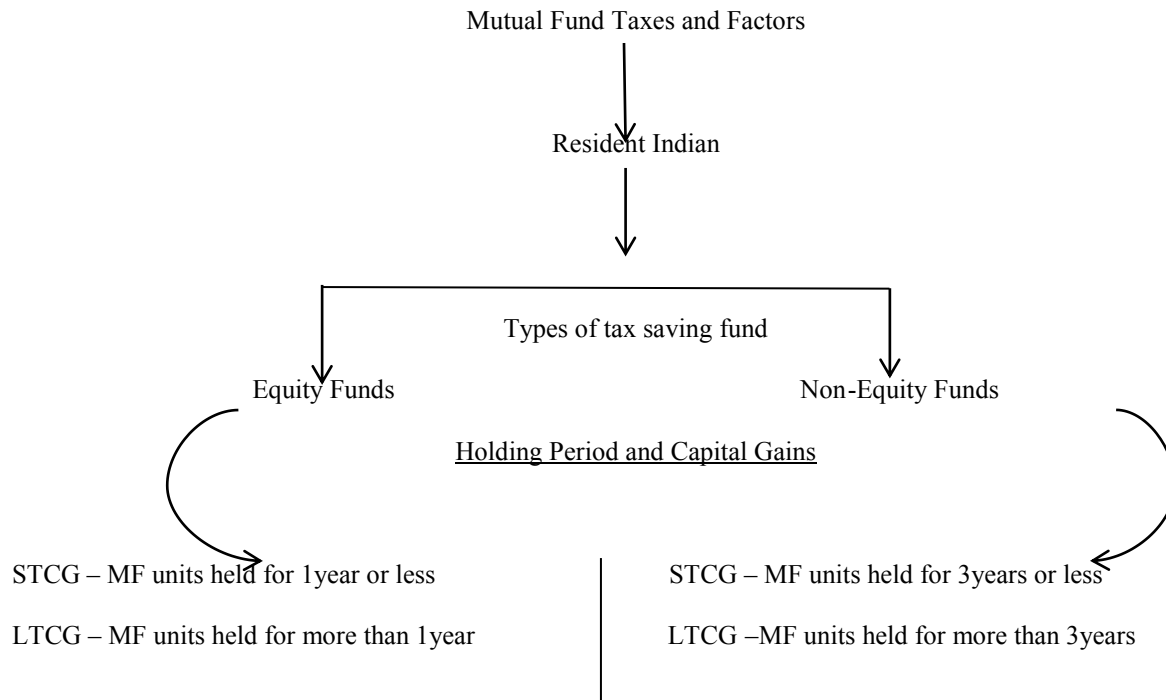 Mutual Fund Taxes and Factors
Resident Indian
Types of tax saving fund
Equity Funds
Non-Equity Funds
Holding Period and Capital Gains
STCG – MF units held for 1year or less
LTCG – MF units held for more than 1year
STCG – MF units held for 3years or less
LTCG –MF units held for more than 3years